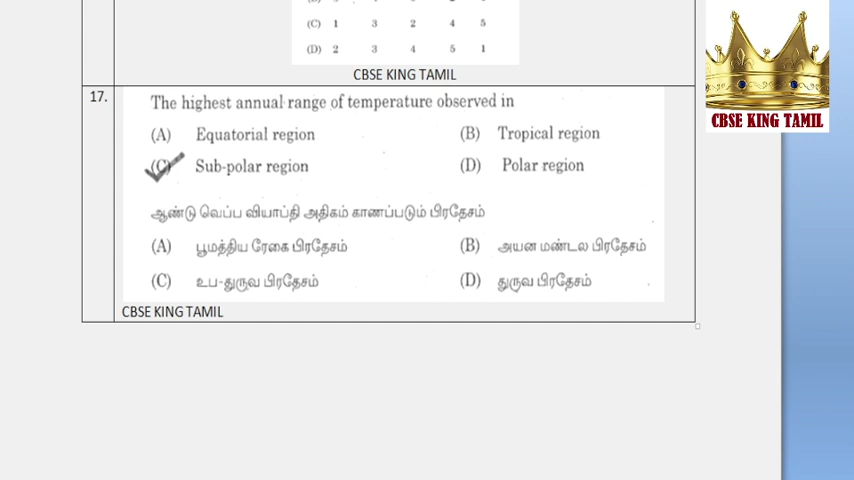 (C) 1 3 2 4 5
(D) 2 3 4 5 1
CBSE KING TAMIL
CBSE KING TAMIL
17.
The highest annual range of temperature observed in
(A) Equatorial region (B) Tropical region
(C) Sub-polar region (D) Polar region
ஆண்டு வெப்ப வியாப்தி அதிகம் காணப்படும் பிரதேசம்
(A) பூமத்திய ரேகை பிரதேசம் (B) அயன மண்டல பிரதேசம்
(C) உப-துருவ பிரதேசம் (D) துருவ பிரதேசம்
CBSE KING TAMIL